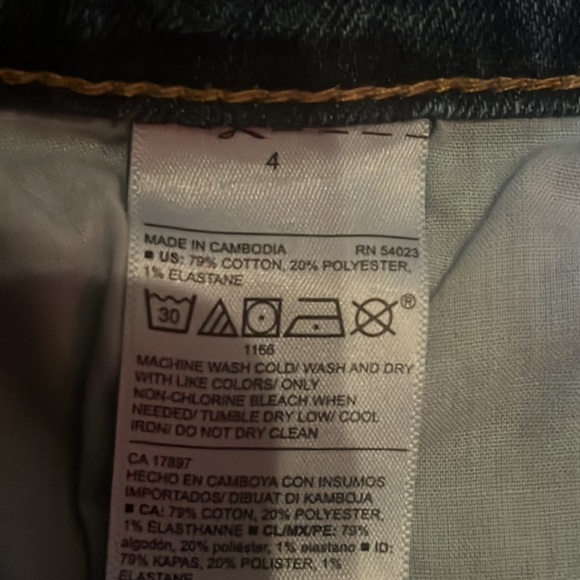 4
MADE IN CAMBODIA RN 54023
■ US: 79% COTTON, 20% POLYESTER,
1% ELASTANE
30 ®
1166
MACHINE WASH COLD/ WASH AND DRY
WITH LIKE COLORS/ ONLY
NON-CHLORINE BLEACH WHEN
NEEDED/ TUMBLE DRY LOW/ COOL
IRON/ DO NOT DRY CLEAN
CA 17897
HECHO EN CAMBOYA CON INSUMOS
IMPORTADOS/ DIBUAT DI KAMBOJA
■ CA: 79% COTON, 20% POLYESTER,
1% ÉLASTHANNE ■ CL/MX/PE: 79%
algodón, 20% poliéster, 1% elastano ■ ID:
79% KAPAS, 20% POLISTER, 1%
ELASTANE